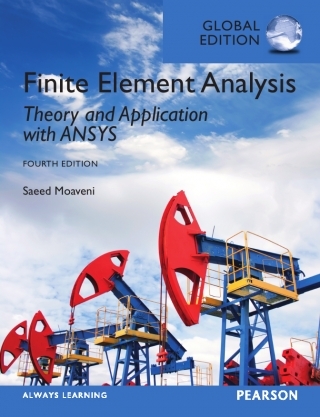 GLOBAL
EDITION
Finite Element Analysis
Theory and Application
with ANSYS
FOURTH EDITION
Saeed Moaveni
ALWAYS LEARNING
PEARSON